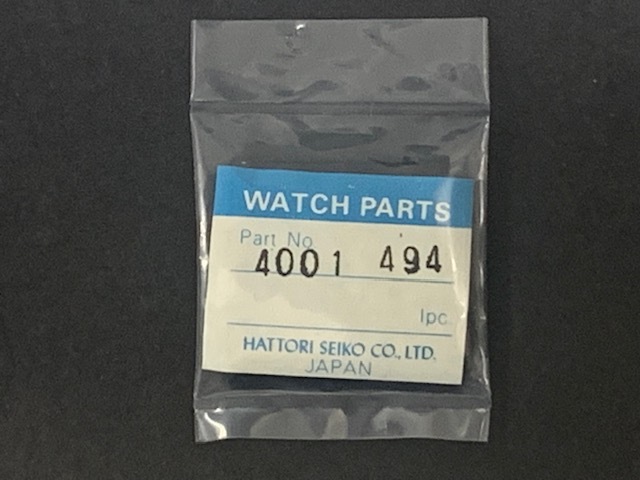 WATCH PARTS
Part No
4001 494
1pc.
HATTORI SEIKO CO., LTD.
JAPAN